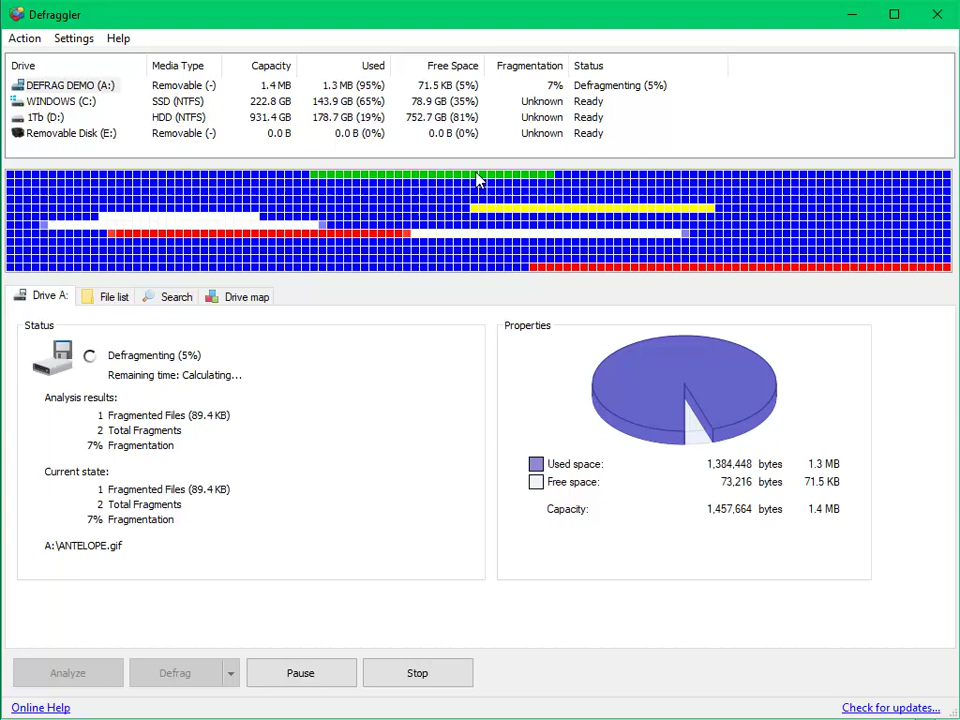 Defraggler
Action Settings Help
Drive Media Type Capacity Used Free Space Fragmentation Status
DEFRAG DEMO (A:) Removable (-) 1.4 MB 1.3 MB (95%) 71.5 KB (5%) 7% Defragmenting (5%)
WINDOWS (C:) SSD (NTFS) 222.8 GB 143.9 GB (65%) 78.9 GB (35%) Unknown Ready
1Tb (D:) HDD (NTFS) 931.4 GB 178.7 GB (19%) 752.7 GB (81%) Unknown Ready
Removable Disk (E:) Removable (-) 0.0 B 0.0 B (0%) 0.0 B (0%) Unknown Ready
Drive A: File list Search Drive map
Status
Defragmenting (5%)
Remaining time: Calculating...
Analysis results:
1 Fragmented Files (89.4 KB)
2 Total Fragments
7% Fragmentation
Current state:
1 Fragmented Files (89.4 KB)
2 Total Fragments
7% Fragmentation
A:\ANTELOPE.gif
Properties
Used space: 1,384,448 bytes 1.3 MB
Free space: 73,216 bytes 71.5 KB
Capacity: 1,457,664 bytes 1.4 MB
Analyze Defrag Pause Stop
Online Help Check for updates...